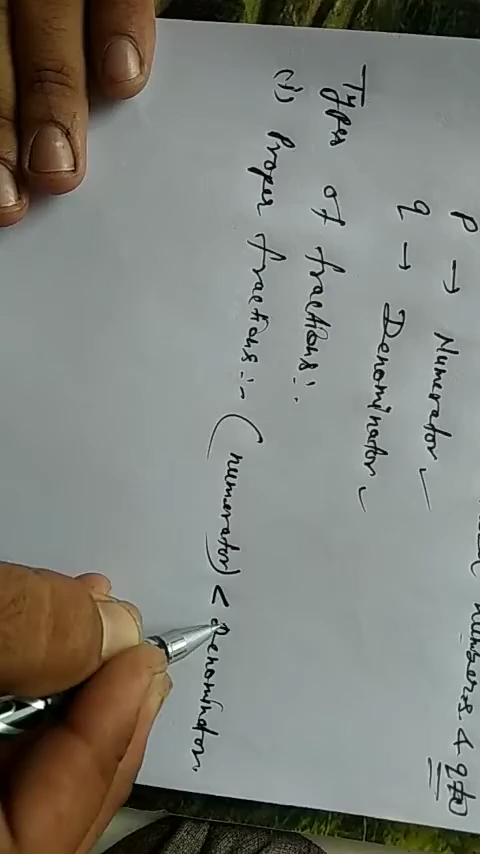 numbers. & q≠0
p → Numerator ✓
q → Denominator ✓
Types of fractions:-
(i) Proper fractions:- (numerator) < Denominator.